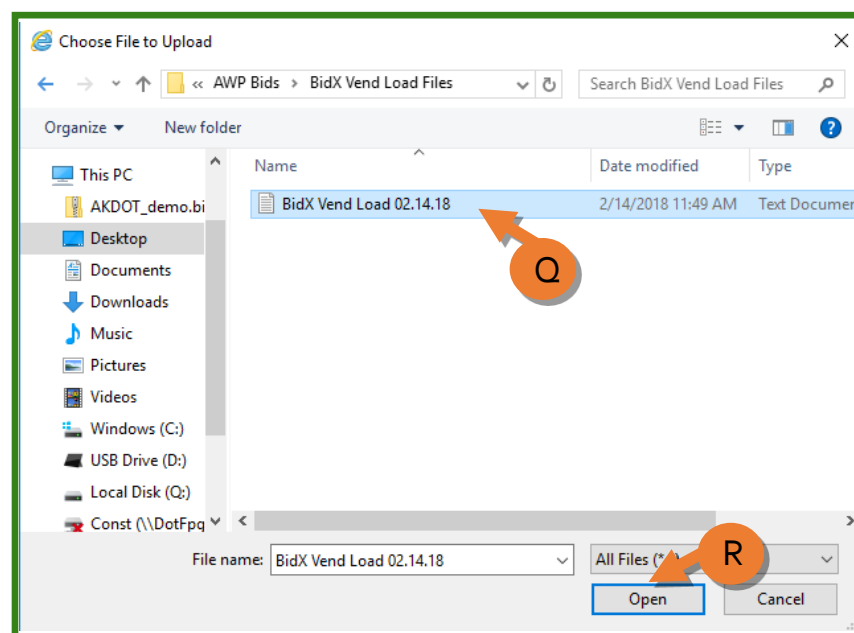 Choose File to Upload
« AWP Bids > BidX Vend Load Files
Search BidX Vend Load Files
Organize
New folder
Name
Date modified
Type
This PC
AKDOT_demo.bi
Desktop
Documents
Downloads
Music
Pictures
Videos
Windows (C:)
USB Drive (D:)
Local Disk (Q:)
Const (\\DotFpq
BidX Vend Load 02.14.18
2/14/2018 11:49 AM
Text Documer
Q
File name:
BidX Vend Load 02.14.18
All Files (*
R
Open
Cancel